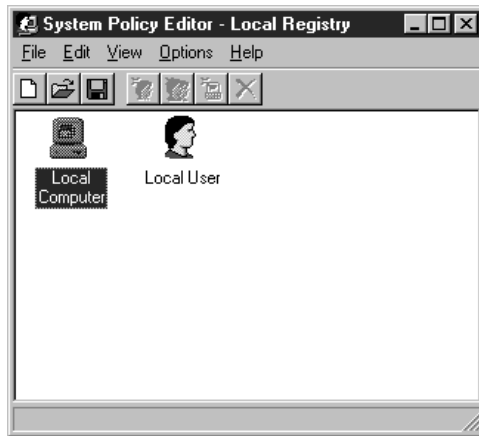 System Policy Editor - Local Registry
File Edit View Options Help
Local
Computer
Local User